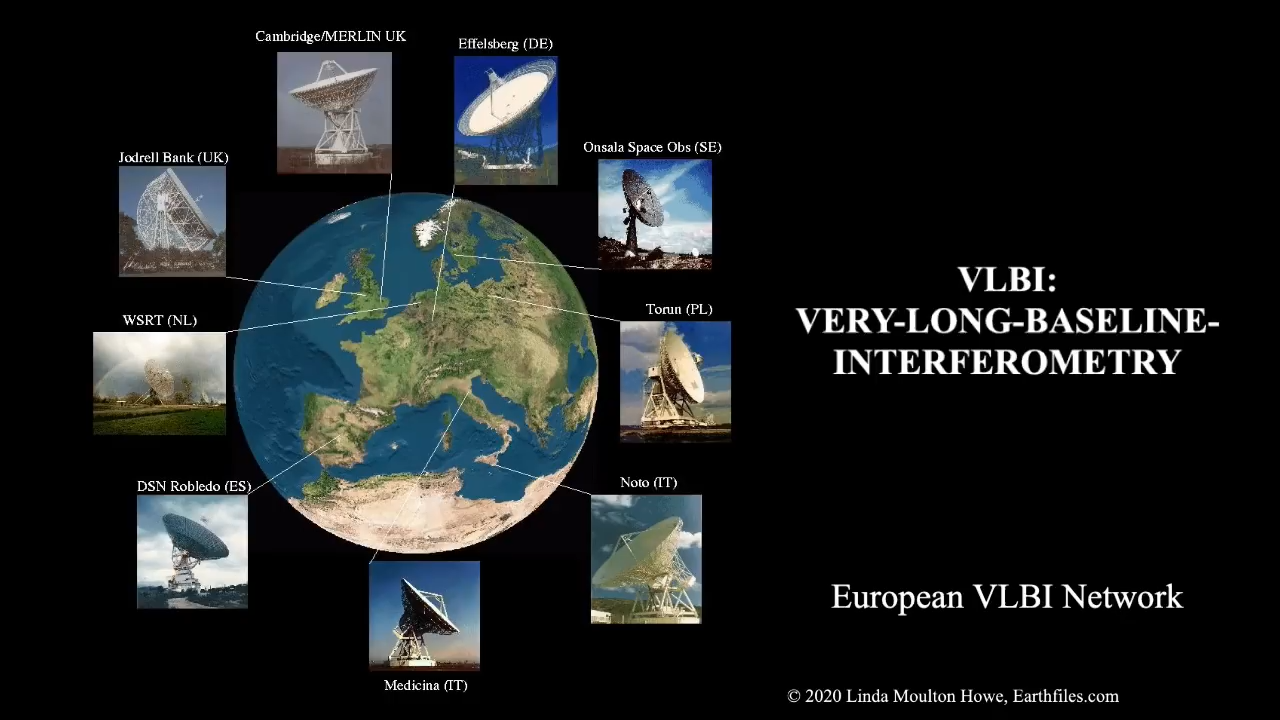 Cambridge/MERLIN UK
Effelsberg (DE)
Onsala Space Obs (SE)
Jodrell Bank (UK)
WSRT (NL)
Torun (PL)
DSN Robledo (ES)
Noto (IT)
Medicina (IT)
VLBI:
VERY-LONG-BASELINE-
INTERFEROMETRY
European VLBI Network
© 2020 Linda Moulton Howe, Earthfiles.com